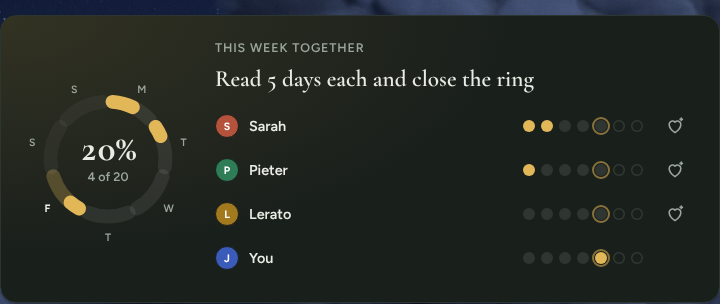 THIS WEEK TOGETHER
Read 5 days each and close the ring
S
M
S
T
20%
4 of 20
F
W
T
S Sarah
P Pieter
L Lerato
J You